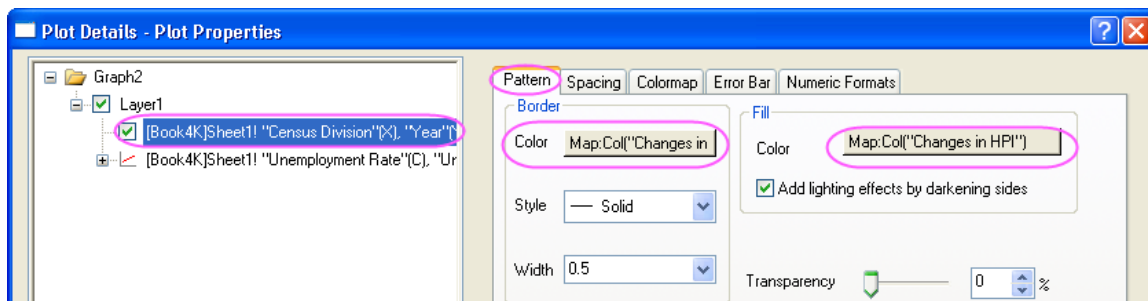 Plot Details - Plot Properties
Graph2
Layer1
[Book4K]Sheet1! "Census Division"(X), "Year"(
[Book4K]Sheet1! "Unemployment Rate"(C), "Ur
Pattern Spacing Colormap Error Bar Numeric Formats
Border
Color Map:Col("Changes in
Style Solid
Width 0.5
Fill
Color Map:Col("Changes in HPI")
Add lighting effects by darkening sides
Transparency 0 %